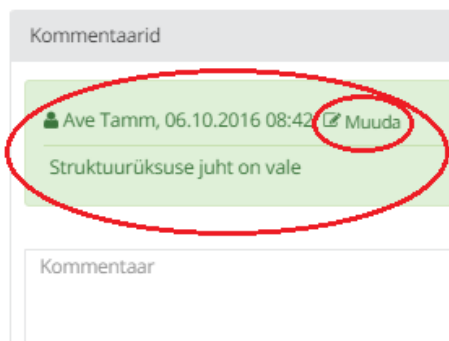 Kommentaarid
Ave Tamm, 06.10.2016 08:42 Muuda
Struktuurüksuse juht on vale
Kommentaar